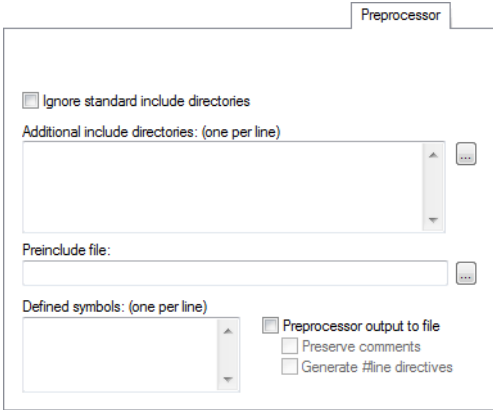 Preprocessor
Ignore standard include directories
Additional include directories: (one per line)
...
Preinclude file:
...
Defined symbols: (one per line)
Preprocessor output to file
Preserve comments
Generate #line directives